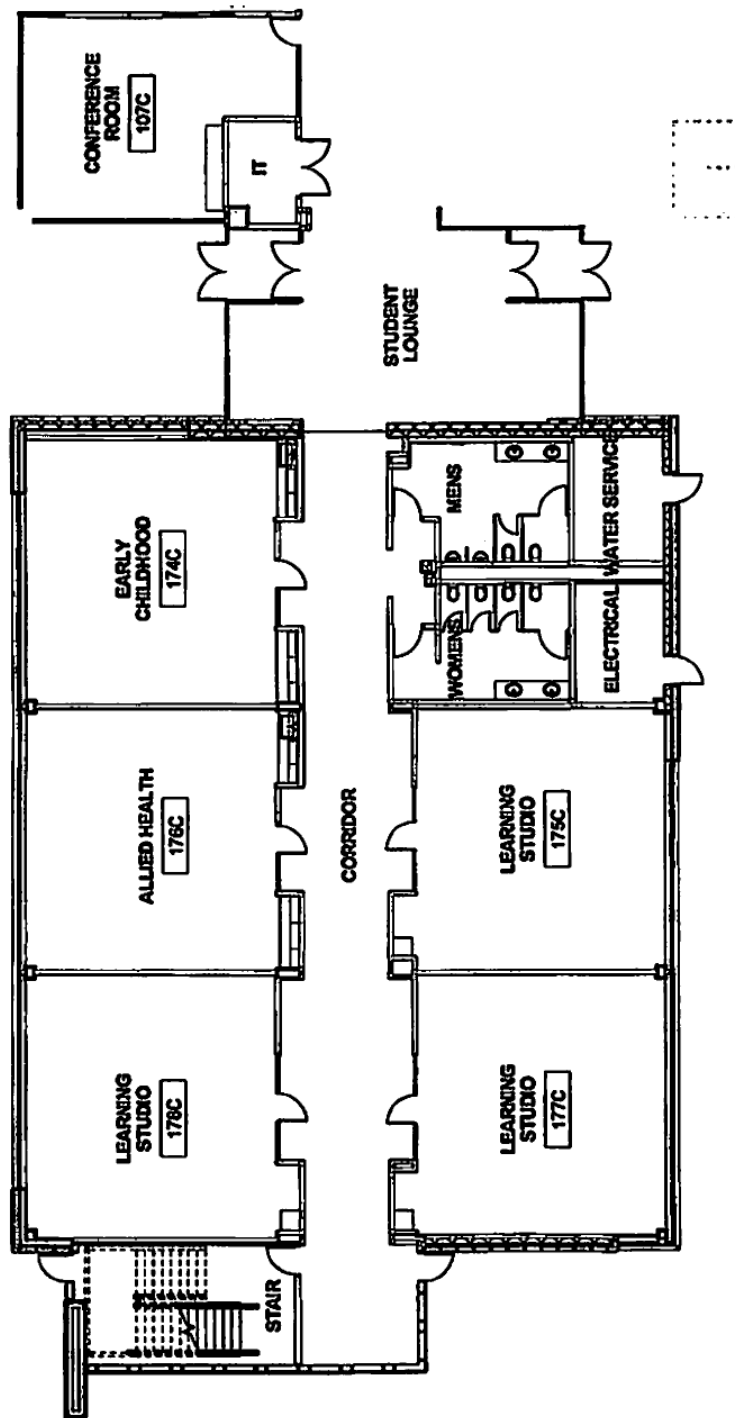 CONFERENCE
ROOM
107C
IT
STUDENT
LOUNGE
EARLY
CHILDHOOD
174C
MENS
WATER SERVICE
WOMENS
ELECTRICAL
ALLIED HEALTH
176C
CORRIDOR
LEARNING
STUDIO
175C
LEARNING
STUDIO
178C
LEARNING
STUDIO
177C
STAIR